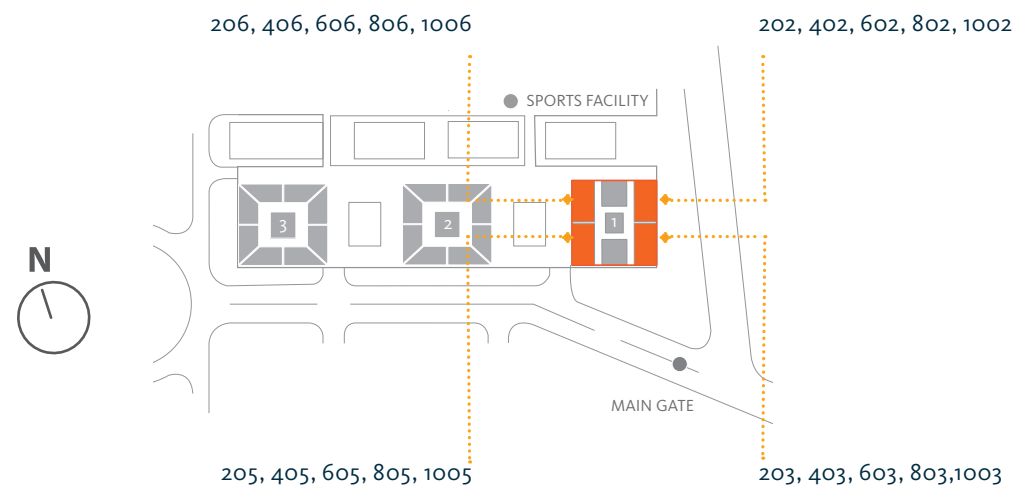 206, 406, 606, 806, 1006
202, 402, 602, 802, 1002
SPORTS FACILITY
3
2
1
N
MAIN GATE
205, 405, 605, 805, 1005
203, 403, 603, 803,1003